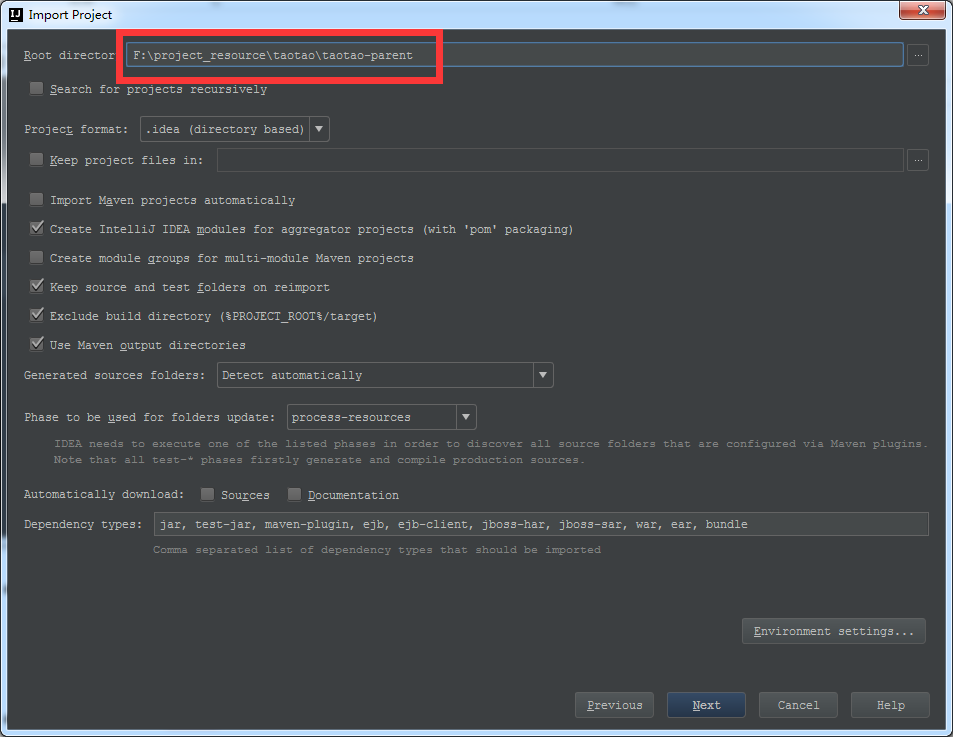 IJ Import Project
Root director F:\project_resource\taotao\taotao-parent ...
Search for projects recursively
Project format: .idea (directory based)
Keep project files in: ...
Import Maven projects automatically
Create IntelliJ IDEA modules for aggregator projects (with 'pom' packaging)
Create module groups for multi-module Maven projects
Keep source and test folders on reimport
Exclude build directory (%PROJECT_ROOT%/target)
Use Maven output directories
Generated sources folders: Detect automatically
Phase to be used for folders update: process-resources
IDEA needs to execute one of the listed phases in order to discover all source folders that are configured via Maven plugins.
Note that all test-* phases firstly generate and compile production sources.
Automatically download: Sources Documentation
Dependency types: jar, test-jar, maven-plugin, ejb, ejb-client, jboss-har, jboss-sar, war, ear, bundle
Comma separated list of dependency types that should be imported
Environment settings...
Previous Next Cancel Help